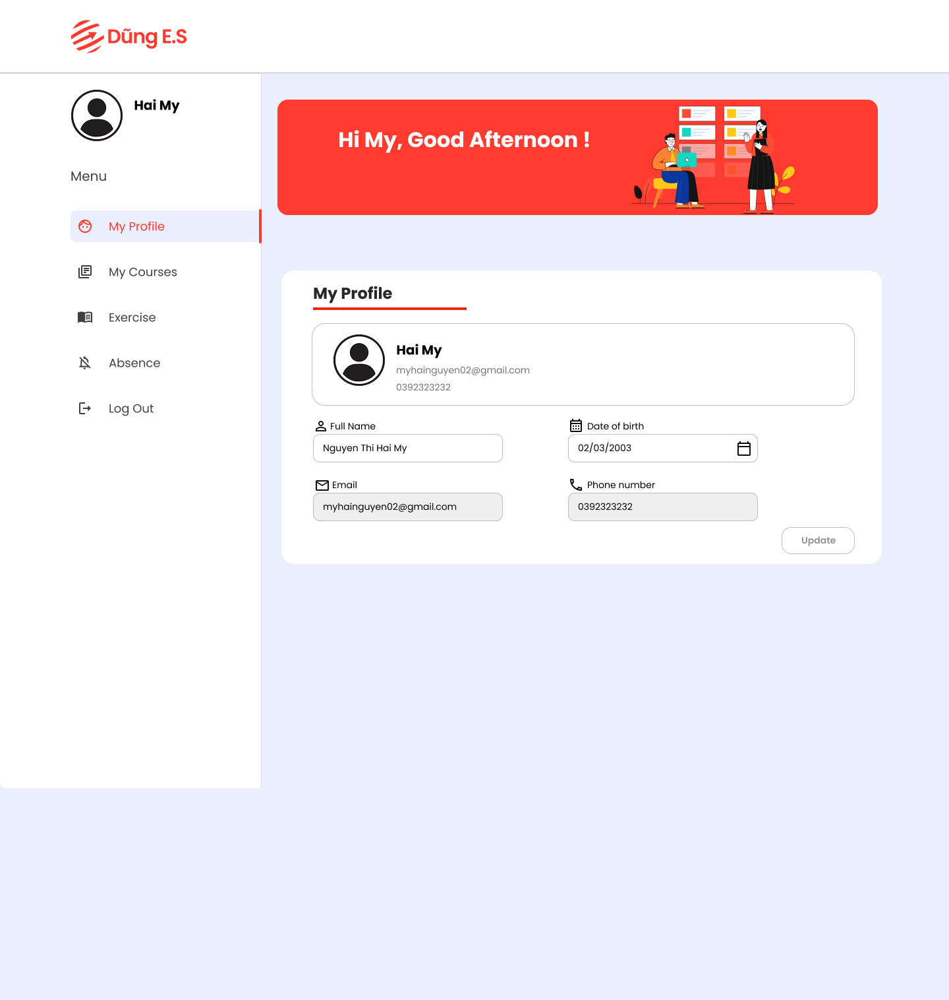 Dũng E.S
Hai My
Menu
My Profile
My Courses
Exercise
Absence
Log Out
Hi My, Good Afternoon !
My Profile
Hai My
myhainguyen02@gmail.com
0392323232
Full Name
Nguyen Thi Hai My
Date of birth
02/03/2003
Email
myhainguyen02@gmail.com
Phone number
0392323232
Update